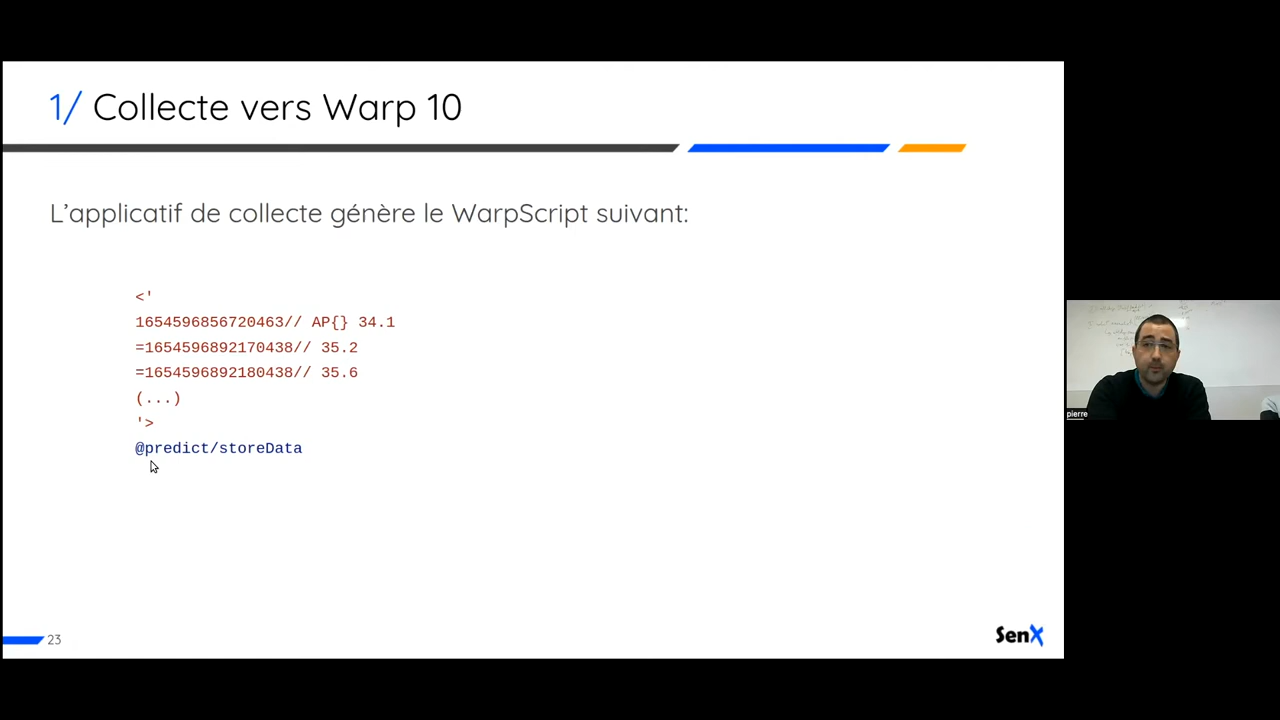 1/ Collecte vers Warp 10
L’applicatif de collecte génère le WarpScript suivant:
<'
1654596856720463// AP{} 34.1
=1654596892170438// 35.2
=1654596892180438// 35.6
(...)
'>
@predict/storeData
pierre
23
SenX